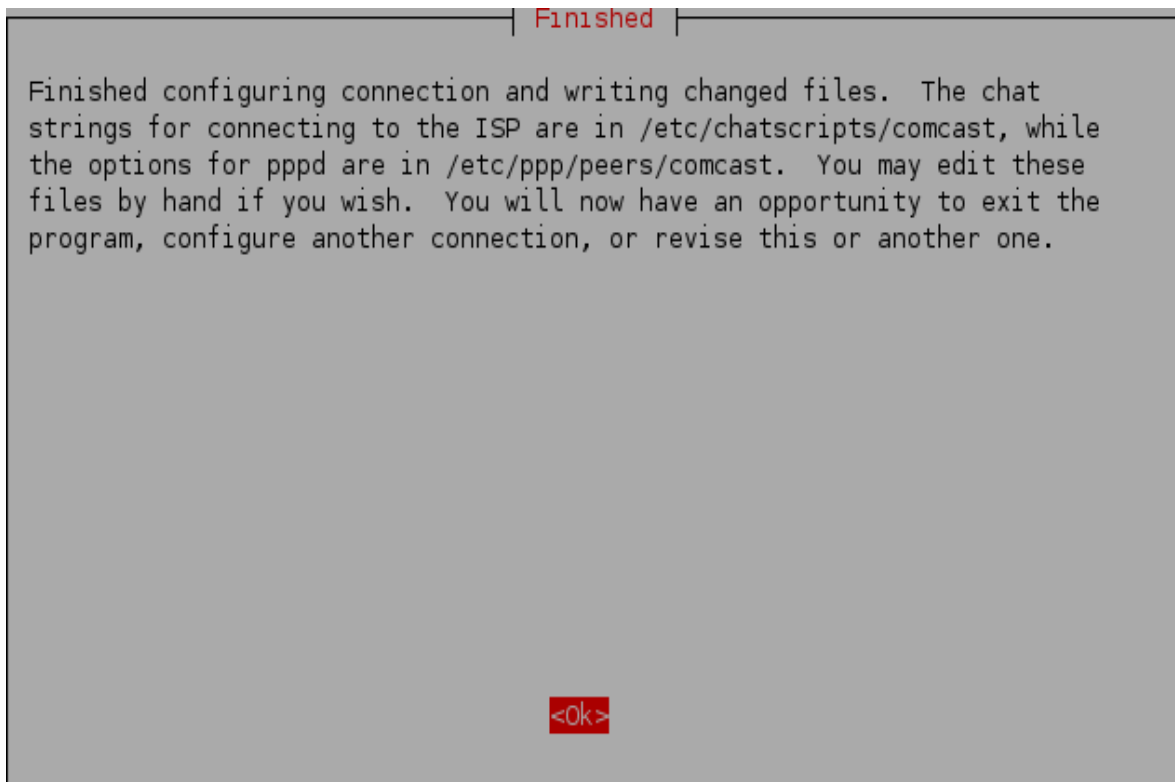 Finished
Finished configuring connection and writing changed files.  The chat
strings for connecting to the ISP are in /etc/chatscripts/comcast, while
the options for pppd are in /etc/ppp/peers/comcast.  You may edit these
files by hand if you wish.  You will now have an opportunity to exit the
program, configure another connection, or revise this or another one.
<Ok>